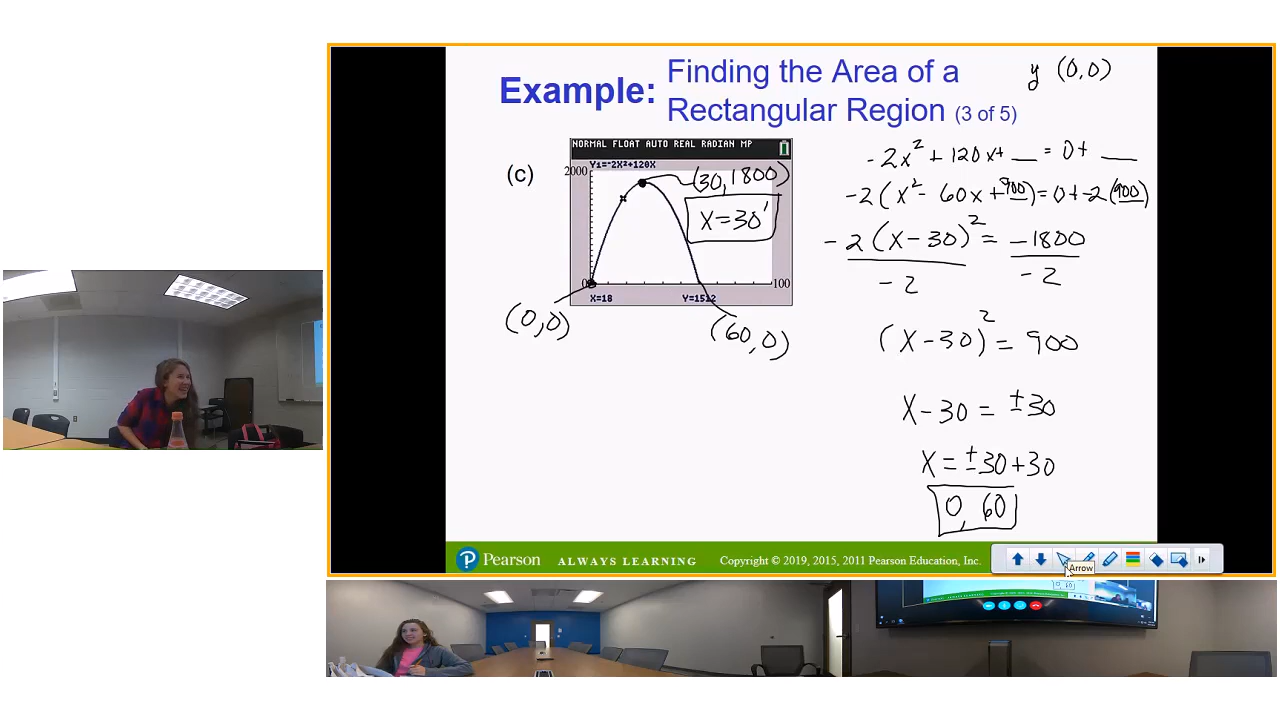 Example: Finding the Area of a
Rectangular Region (3 of 5)
y (0,0)
(c)
NORMAL FLOAT AUTO REAL RADIAN MP
Y1=-2X²+120X
2000
(30,1800)
X=30'
0
100
X=18
Y=1512
(0,0)
(60,0)
-2x² + 120x + __ = 0 + __
-2(x² - 60x + 900) = 0 + -2(900)
-2(X-30)² = -1800
-2
-2
(X-30)² = 900
X-30 = ±30
X = ±30+30
0, 60
Pearson
ALWAYS LEARNING
Copyright © 2019, 2015, 2011 Pearson Education, Inc.
Arrow